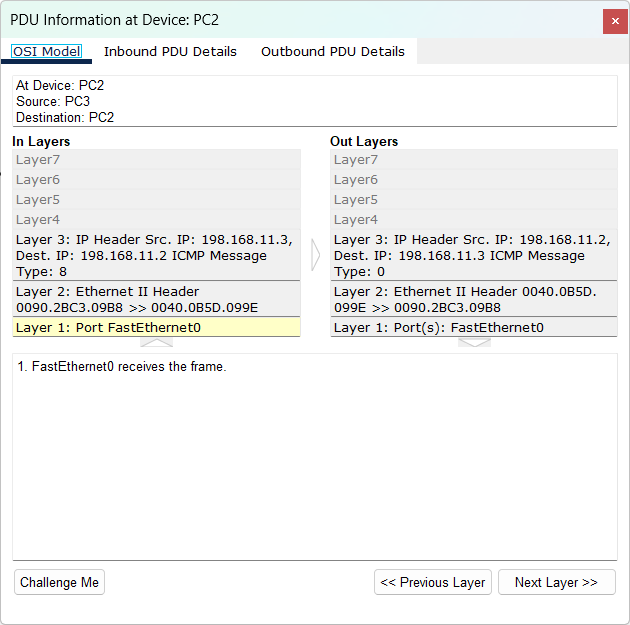 PDU Information at Device: PC2
OSI Model
Inbound PDU Details
Outbound PDU Details
At Device: PC2
Source: PC3
Destination: PC2
In Layers
Layer7
Layer6
Layer5
Layer4
Layer 3: IP Header Src. IP: 198.168.11.3,
Dest. IP: 198.168.11.2 ICMP Message
Type: 8
Layer 2: Ethernet II Header
0090.2BC3.09B8 >> 0040.0B5D.099E
Layer 1: Port FastEthernet0
Out Layers
Layer7
Layer6
Layer5
Layer4
Layer 3: IP Header Src. IP: 198.168.11.2,
Dest. IP: 198.168.11.3 ICMP Message
Type: 0
Layer 2: Ethernet II Header 0040.0B5D.
099E >> 0090.2BC3.09B8
Layer 1: Port(s): FastEthernet0
1. FastEthernet0 receives the frame.
Challenge Me
<< Previous Layer
Next Layer >>